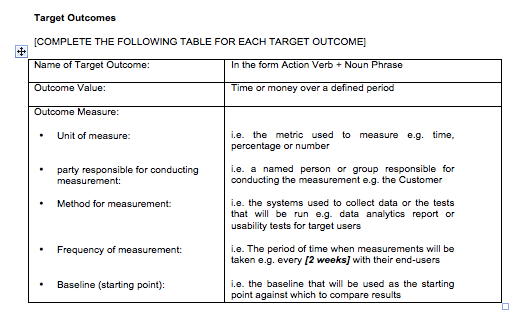 Target Outcomes
[COMPLETE THE FOLLOWING TABLE FOR EACH TARGET OUTCOME]
Name of Target Outcome:
In the form Action Verb + Noun Phrase
Outcome Value:
Time or money over a defined period
Outcome Measure:
• Unit of measure:
i.e. the metric used to measure e.g. time,
percentage or number
• party responsible for conducting
measurement:
i.e. a named person or group responsible for
conducting the measurement e.g. the Customer
• Method for measurement:
i.e. the systems used to collect data or the tests
that will be run e.g. data analytics report or
usability tests for target users
• Frequency of measurement:
i.e. The period of time when measurements will be
taken e.g. every [2 weeks] with their end-users
• Baseline (starting point):
i.e. the baseline that will be used as the starting
point against which to compare results